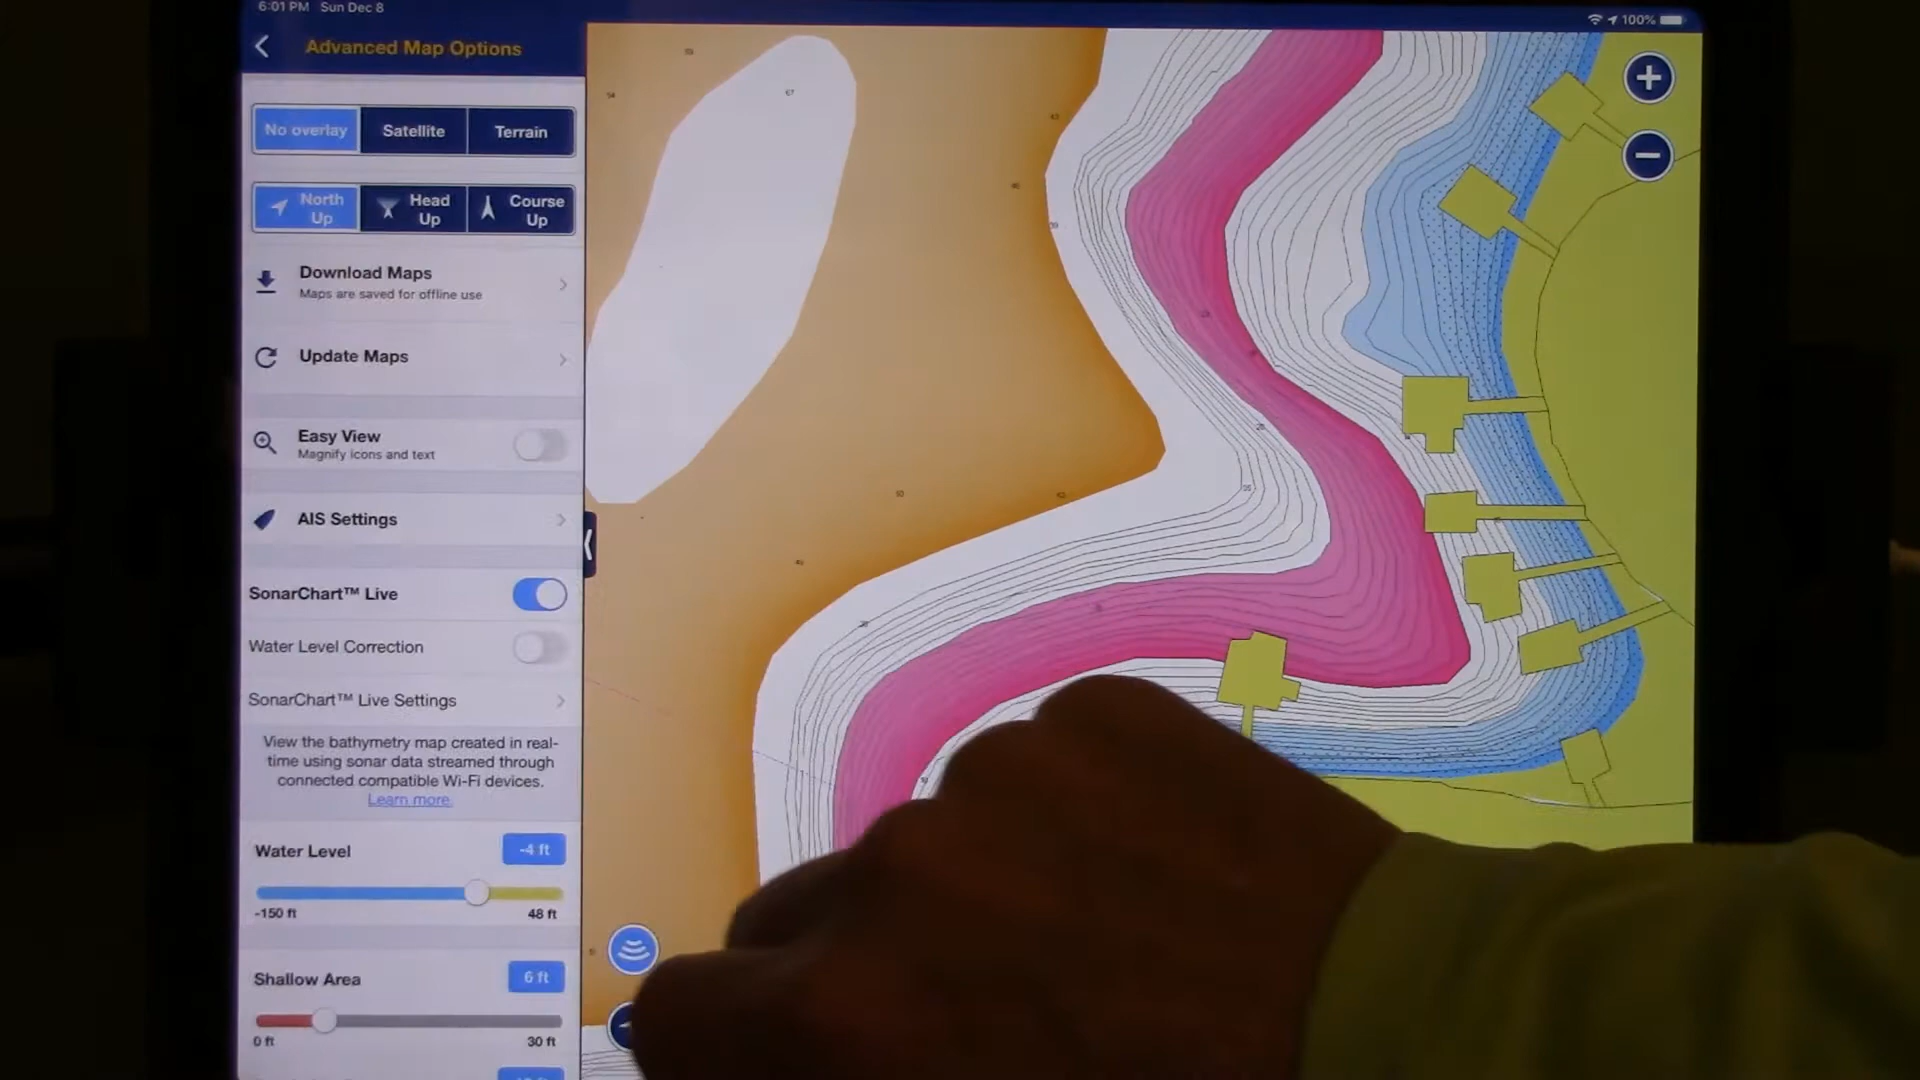 6:01 PM Sun Dec 8
100%
Advanced Map Options
No overlay
Satellite
Terrain
North
Up
Head
Up
Course
Up
Download Maps
Maps are saved for offline use
Update Maps
Easy View
Magnify icons and text
AIS Settings
SonarChart™ Live
Water Level Correction
SonarChart™ Live Settings
View the bathymetry map created in real-
time using sonar data streamed through
connected compatible Wi-Fi devices.
Learn more.
Water Level
-4 ft
-150 ft
48 ft
Shallow Area
6 ft
0 ft
30 ft